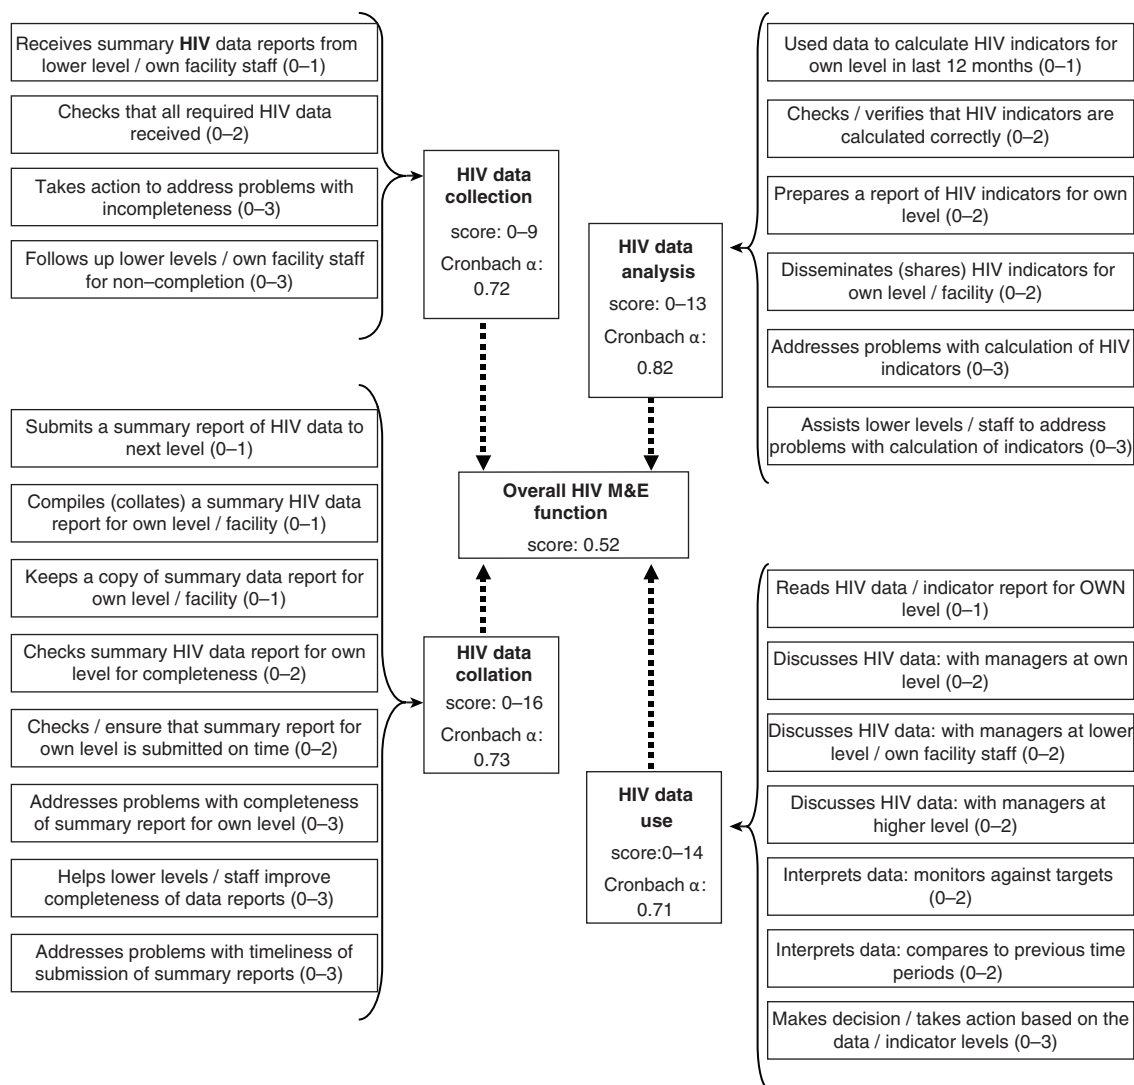 Receives summary HIV data reports from
lower level / own facility staff (0–1)
Checks that all required HIV data
received (0–2)
Takes action to address problems with
incompleteness (0–3)
Follows up lower levels / own facility staff
for non–completion (0–3)
HIV data
collection
score: 0–9
Cronbach α:
0.72
Submits a summary report of HIV data to
next level (0–1)
Compiles (collates) a summary HIV data
report for own level / facility (0–1)
Keeps a copy of summary data report for
own level / facility (0–1)
Checks summary HIV data report for own
level for completeness (0–2)
Checks / ensure that summary report for
own level is submitted on time (0–2)
Addresses problems with completeness
of summary report for own level (0–3)
Helps lower levels / staff improve
completeness of data reports (0–3)
Addresses problems with timeliness of
submission of summary reports (0–3)
HIV data
collation
score: 0–16
Cronbach α:
0.73
Overall HIV M&E
function
score: 0.52
HIV data
analysis
score: 0–13
Cronbach α:
0.82
Used data to calculate HIV indicators for
own level in last 12 months (0–1)
Checks / verifies that HIV indicators are
calculated correctly (0–2)
Prepares a report of HIV indicators for own
level (0–2)
Disseminates (shares) HIV indicators for
own level / facility (0–2)
Addresses problems with calculation of HIV
indicators (0–3)
Assists lower levels / staff to address
problems with calculation of indicators (0–3)
HIV data
use
score:0–14
Cronbach α:
0.71
Reads HIV data / indicator report for OWN
level (0–1)
Discusses HIV data: with managers at own
level (0–2)
Discusses HIV data: with managers at lower
level / own facility staff (0–2)
Discusses HIV data: with managers at
higher level (0–2)
Interprets data: monitors against targets
(0–2)
Interprets data: compares to previous time
periods (0–2)
Makes decision / takes action based on the
data / indicator levels (0–3)